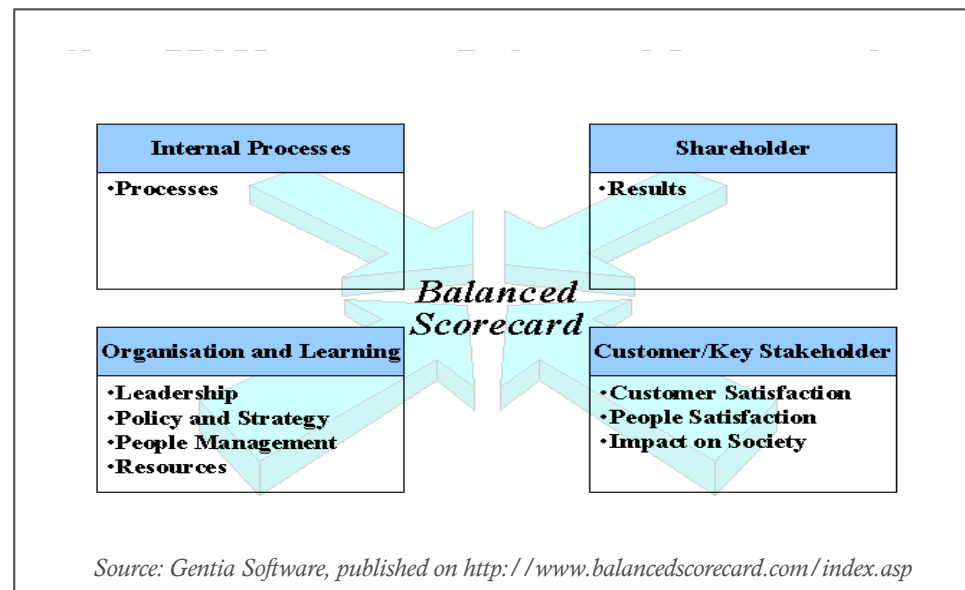 Internal Processes
•Processes
Shareholder
•Results
Balanced
Scorecard
Organisation and Learning
•Leadership
•Policy and Strategy
•People Management
•Resources
Customer/Key Stakeholder
•Customer Satisfaction
•People Satisfaction
•Impact on Society
Source: Gentia Software, published on http://www.balancedscorecard.com/index.asp